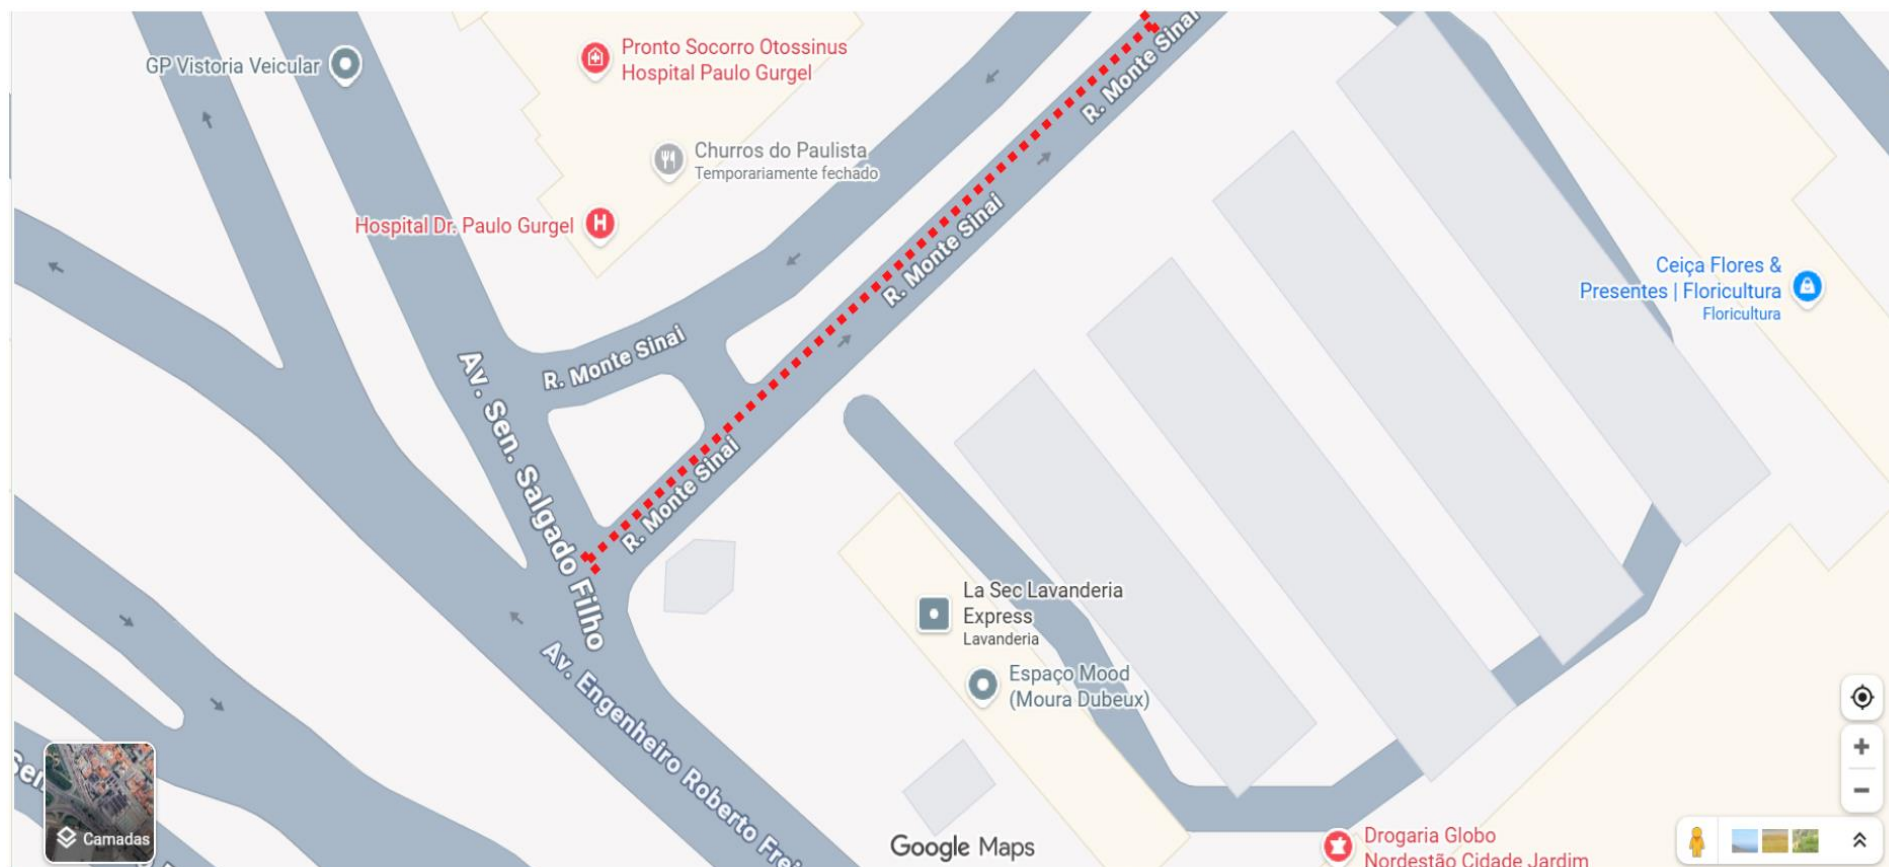 GP Vistoria Veicular
Pronto Socorro Otossinus
Hospital Paulo Gurgel
R. Monte Sinai
Churros do Paulista
Temporariamente fechado
Hospital Dr. Paulo Gurgel
R. Monte Sinai
Ceiça Flores &
Presentes | Floricultura
Floricultura
R. Monte Sinai
R. Monte Sinai
Av. Sen. Salgado Filho
La Sec Lavanderia
Express
Lavanderia
Espaço Mood
(Moura Dubeux)
Av. Engenheiro Roberto Frei
Sen
Camadas
Google Maps
Drogaria Globo
Nordestão Cidade Jardim